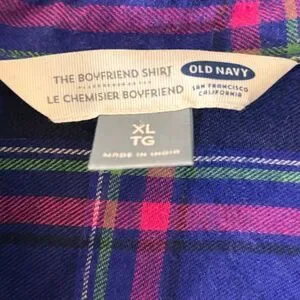 THE BOYFRIEND SHIRT
LE CHEMISIER BOYFRIEND
OLD NAVY
SAN FRANCISCO
CALIFORNIA
XL
TG
MADE IN INDIA